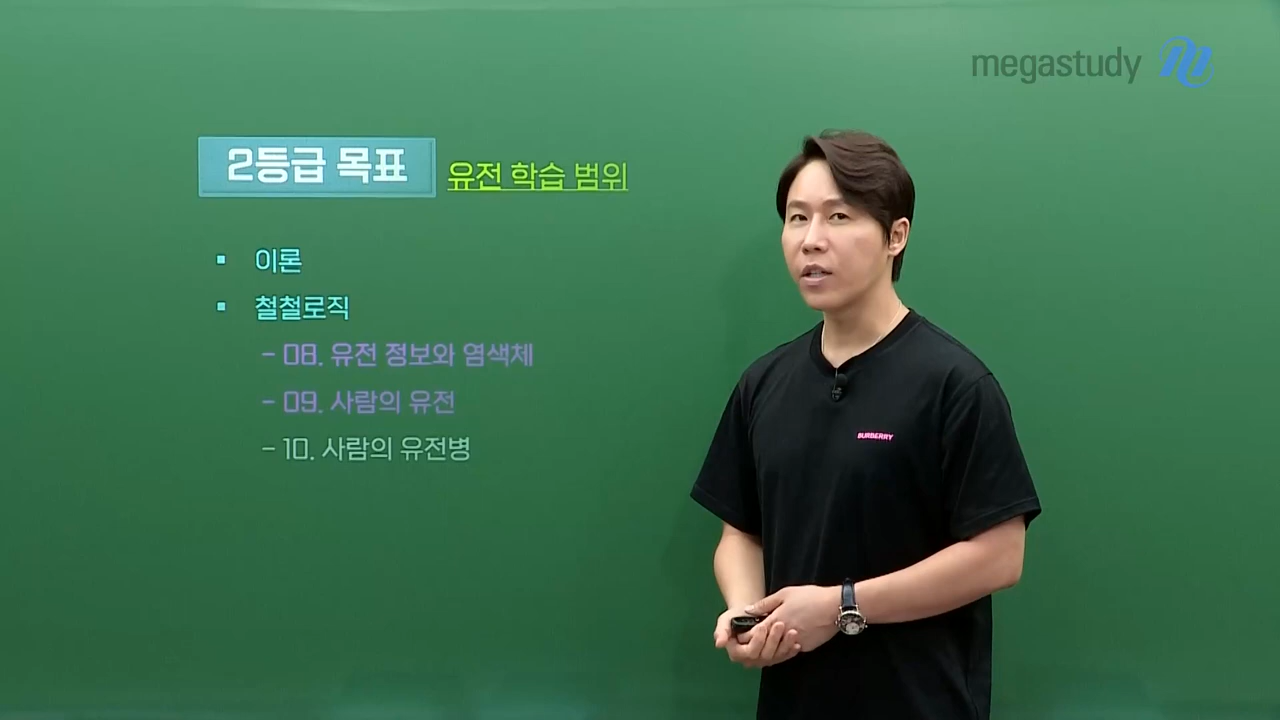 megastudy
2등급 목표 유전 학습 범위
▪ 이론
▪ 철철로직
- 08. 유전 정보와 염색체
- 09. 사람의 유전
- 10. 사람의 유전병
BURBERRY